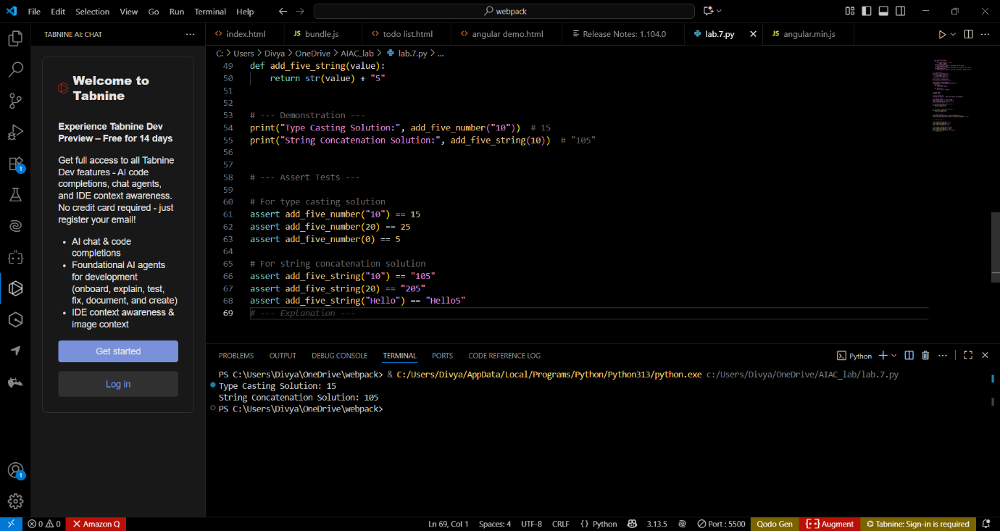 File Edit Selection View Go Run Terminal Help
webpack
TABNINE AI: CHAT
Welcome to
Tabnine
Experience Tabnine Dev
Preview – Free for 14 days
Get full access to all Tabnine
Dev features - AI code
completions, chat agents,
and IDE context awareness.
No credit card required - just
register your email!
• AI chat & code
completions
• Foundational AI agents
for development
(onboard, explain, test,
fix, document, and create)
• IDE context awareness &
image context
Get started
Log in
1
1
index.html
JS bundle.js
todo list.html
angular demo.html
Release Notes: 1.104.0
lab.7.py
JS angular.min.js
C: > Users > Divya > OneDrive > AIAC_lab > lab.7.py > ...
49 def add_five_string(value):
50 return str(value) + "5"
51
52
53 # --- Demonstration ---
54 print("Type Casting Solution:", add_five_number("10")) # 15
55 print("String Concatenation Solution:", add_five_string(10)) # "105"
56
57
58 # --- Assert Tests ---
59
60 # For type casting solution
61 assert add_five_number("10") == 15
62 assert add_five_number(20) == 25
63 assert add_five_number(0) == 5
64
65 # For string concatenation solution
66 assert add_five_string("10") == "105"
67 assert add_five_string(20) == "205"
68 assert add_five_string("Hello") == "Hello5"
69 # --- Explanation ---
PROBLEMS OUTPUT DEBUG CONSOLE TERMINAL PORTS CODE REFERENCE LOG
Python
PS C:\Users\Divya\OneDrive\webpack> & C:/Users/Divya/AppData/Local/Programs/Python/Python313/python.exe c:/Users/Divya/OneDrive/AIAC_lab/lab.7.py
Type Casting Solution: 15
String Concatenation Solution: 105
PS C:\Users\Divya\OneDrive\webpack>
0 0 Amazon Q
Ln 69, Col 1 Spaces: 4 UTF-8 CRLF {} Python 3.13.5 Port : 5500 Qodo Gen Augment Tabnine: Sign-in is required